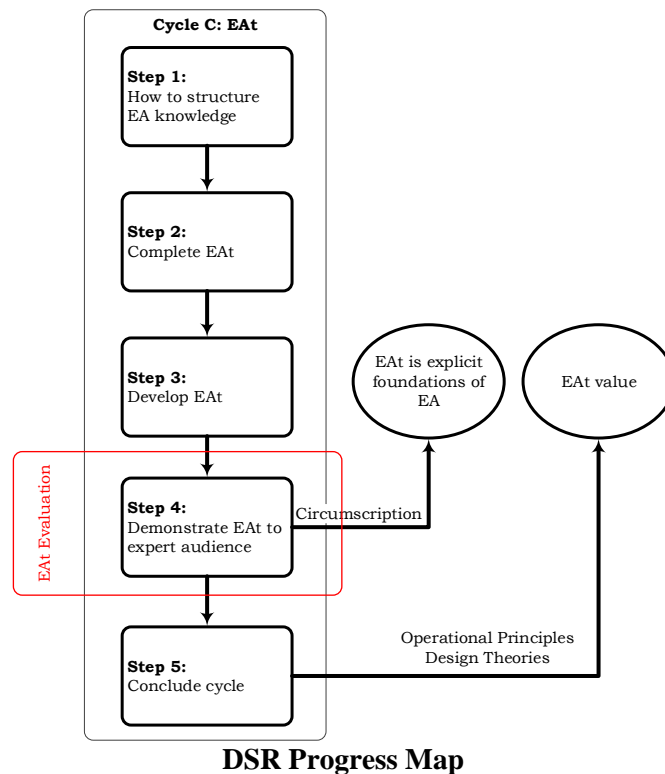 Cycle C: EAt
Step 1:
How to structure
EA knowledge
Step 2:
Complete EAt
Step 3:
Develop EAt
EAt is explicit
foundations of
EA
EAt value
EAt Evaluation
Step 4:
Demonstrate EAt to
expert audience
Circumscription
Step 5:
Conclude cycle
Operational Principles
Design Theories
DSR Progress Map